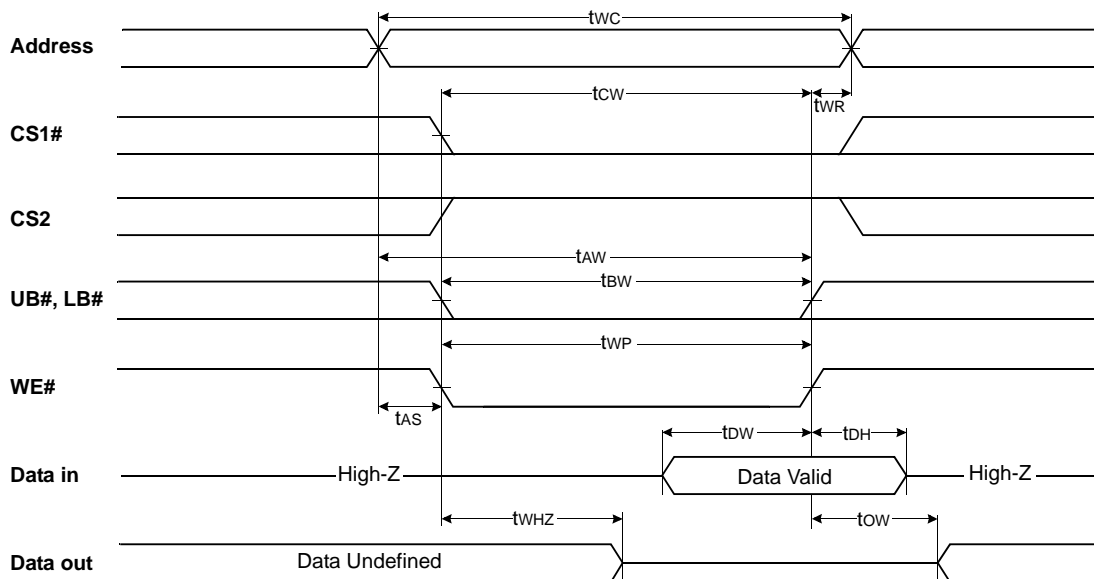 tWC
Address
tCW
tWR
CS1#
CS2
tAW
tBW
UB#, LB#
tWP
WE#
tAS
tDW
tDH
Data in
High-Z
Data Valid
High-Z
tWHZ
tOW
Data out
Data Undefined